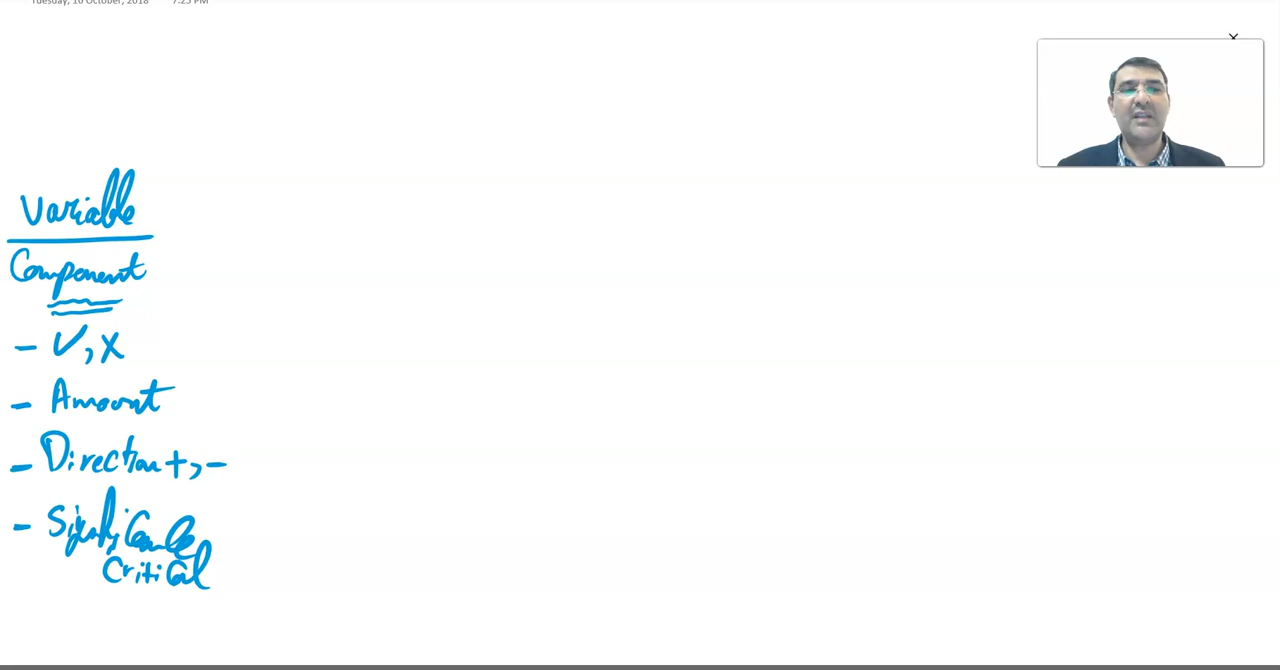 Tuesday, 16 October, 2018 7:25 PM
Variable
Component
- ✓, X
- Amount
- Direction +, -
- Significance
Critical